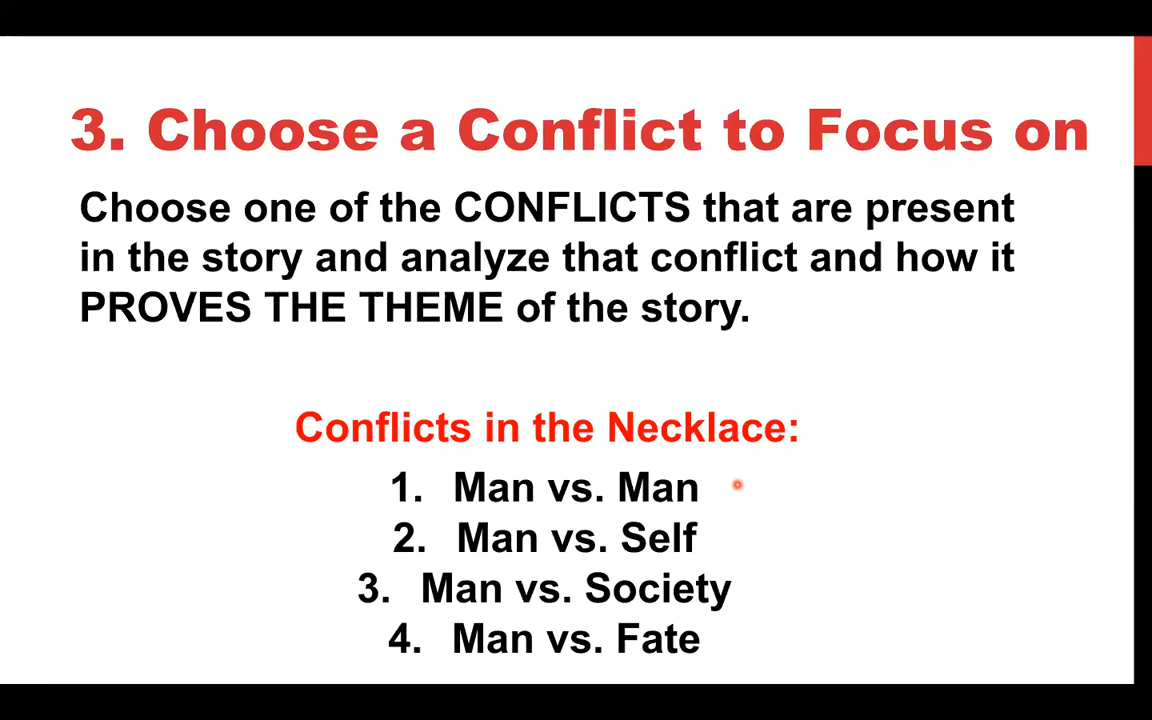 3. Choose a Conflict to Focus on
Choose one of the CONFLICTS that are present
in the story and analyze that conflict and how it
PROVES THE THEME of the story.
Conflicts in the Necklace:
1. Man vs. Man
2. Man vs. Self
3. Man vs. Society
4. Man vs. Fate